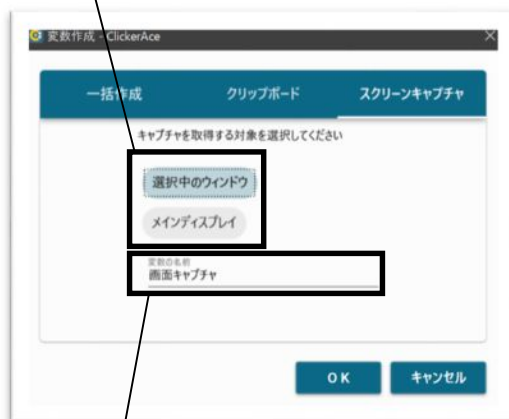 変数作成 - ClickerAce
一括作成
クリップボード
スクリーンキャプチャ
キャプチャを取得する対象を選択してください
選択中のウィンドウ
メインディスプレイ
変数の名前
画面キャプチャ
OK
キャンセル